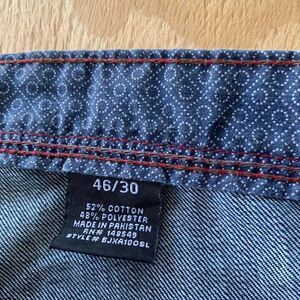 46/30
52% COTTON
48% POLYESTER
MADE IN PAKISTAN
RN# 148549
STYLE# BJXA100SL